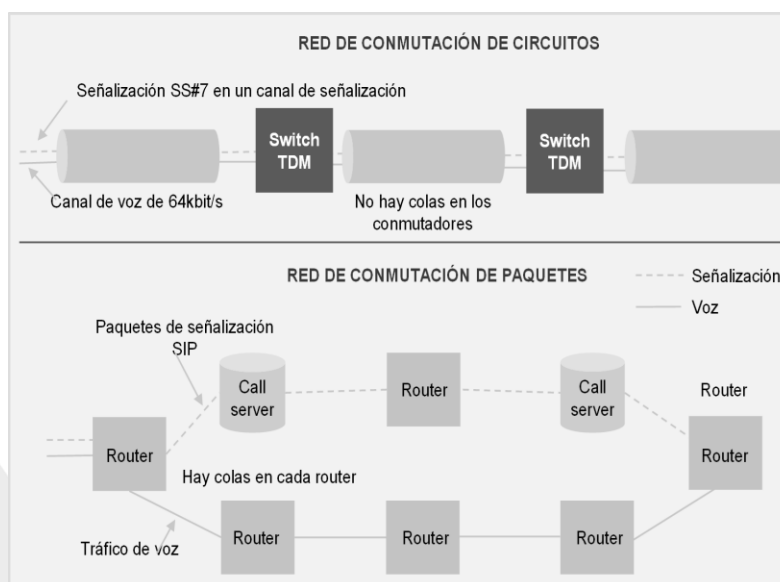 RED DE CONMUTACIÓN DE CIRCUITOS
Señalización SS#7 en un canal de señalización
Switch
TDM
Switch
TDM
Canal de voz de 64kbit/s
No hay colas en los
conmutadores
RED DE CONMUTACIÓN DE PAQUETES
Señalización
Voz
Paquetes de señalización
SIP
Call
server
Router
Call
server
Router
Router
Router
Hay colas en cada router
Tráfico de voz
Router
Router
Router